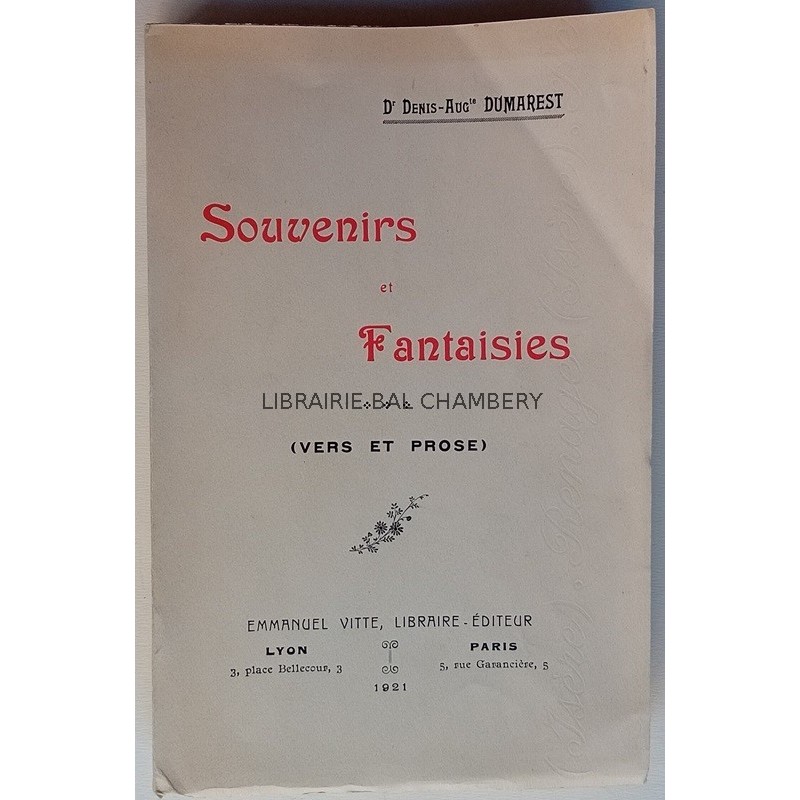 Dr DENIS-AUGte DUMAREST
Souvenirs
et
Fantaisies
LIBRAIRIE BAL CHAMBERY
(VERS ET PROSE)
EMMANUEL VITTE, LIBRAIRE-ÉDITEUR
LYON
3, place Bellecour, 3
PARIS
5, rue Garancière, 5
1921
(Isère)